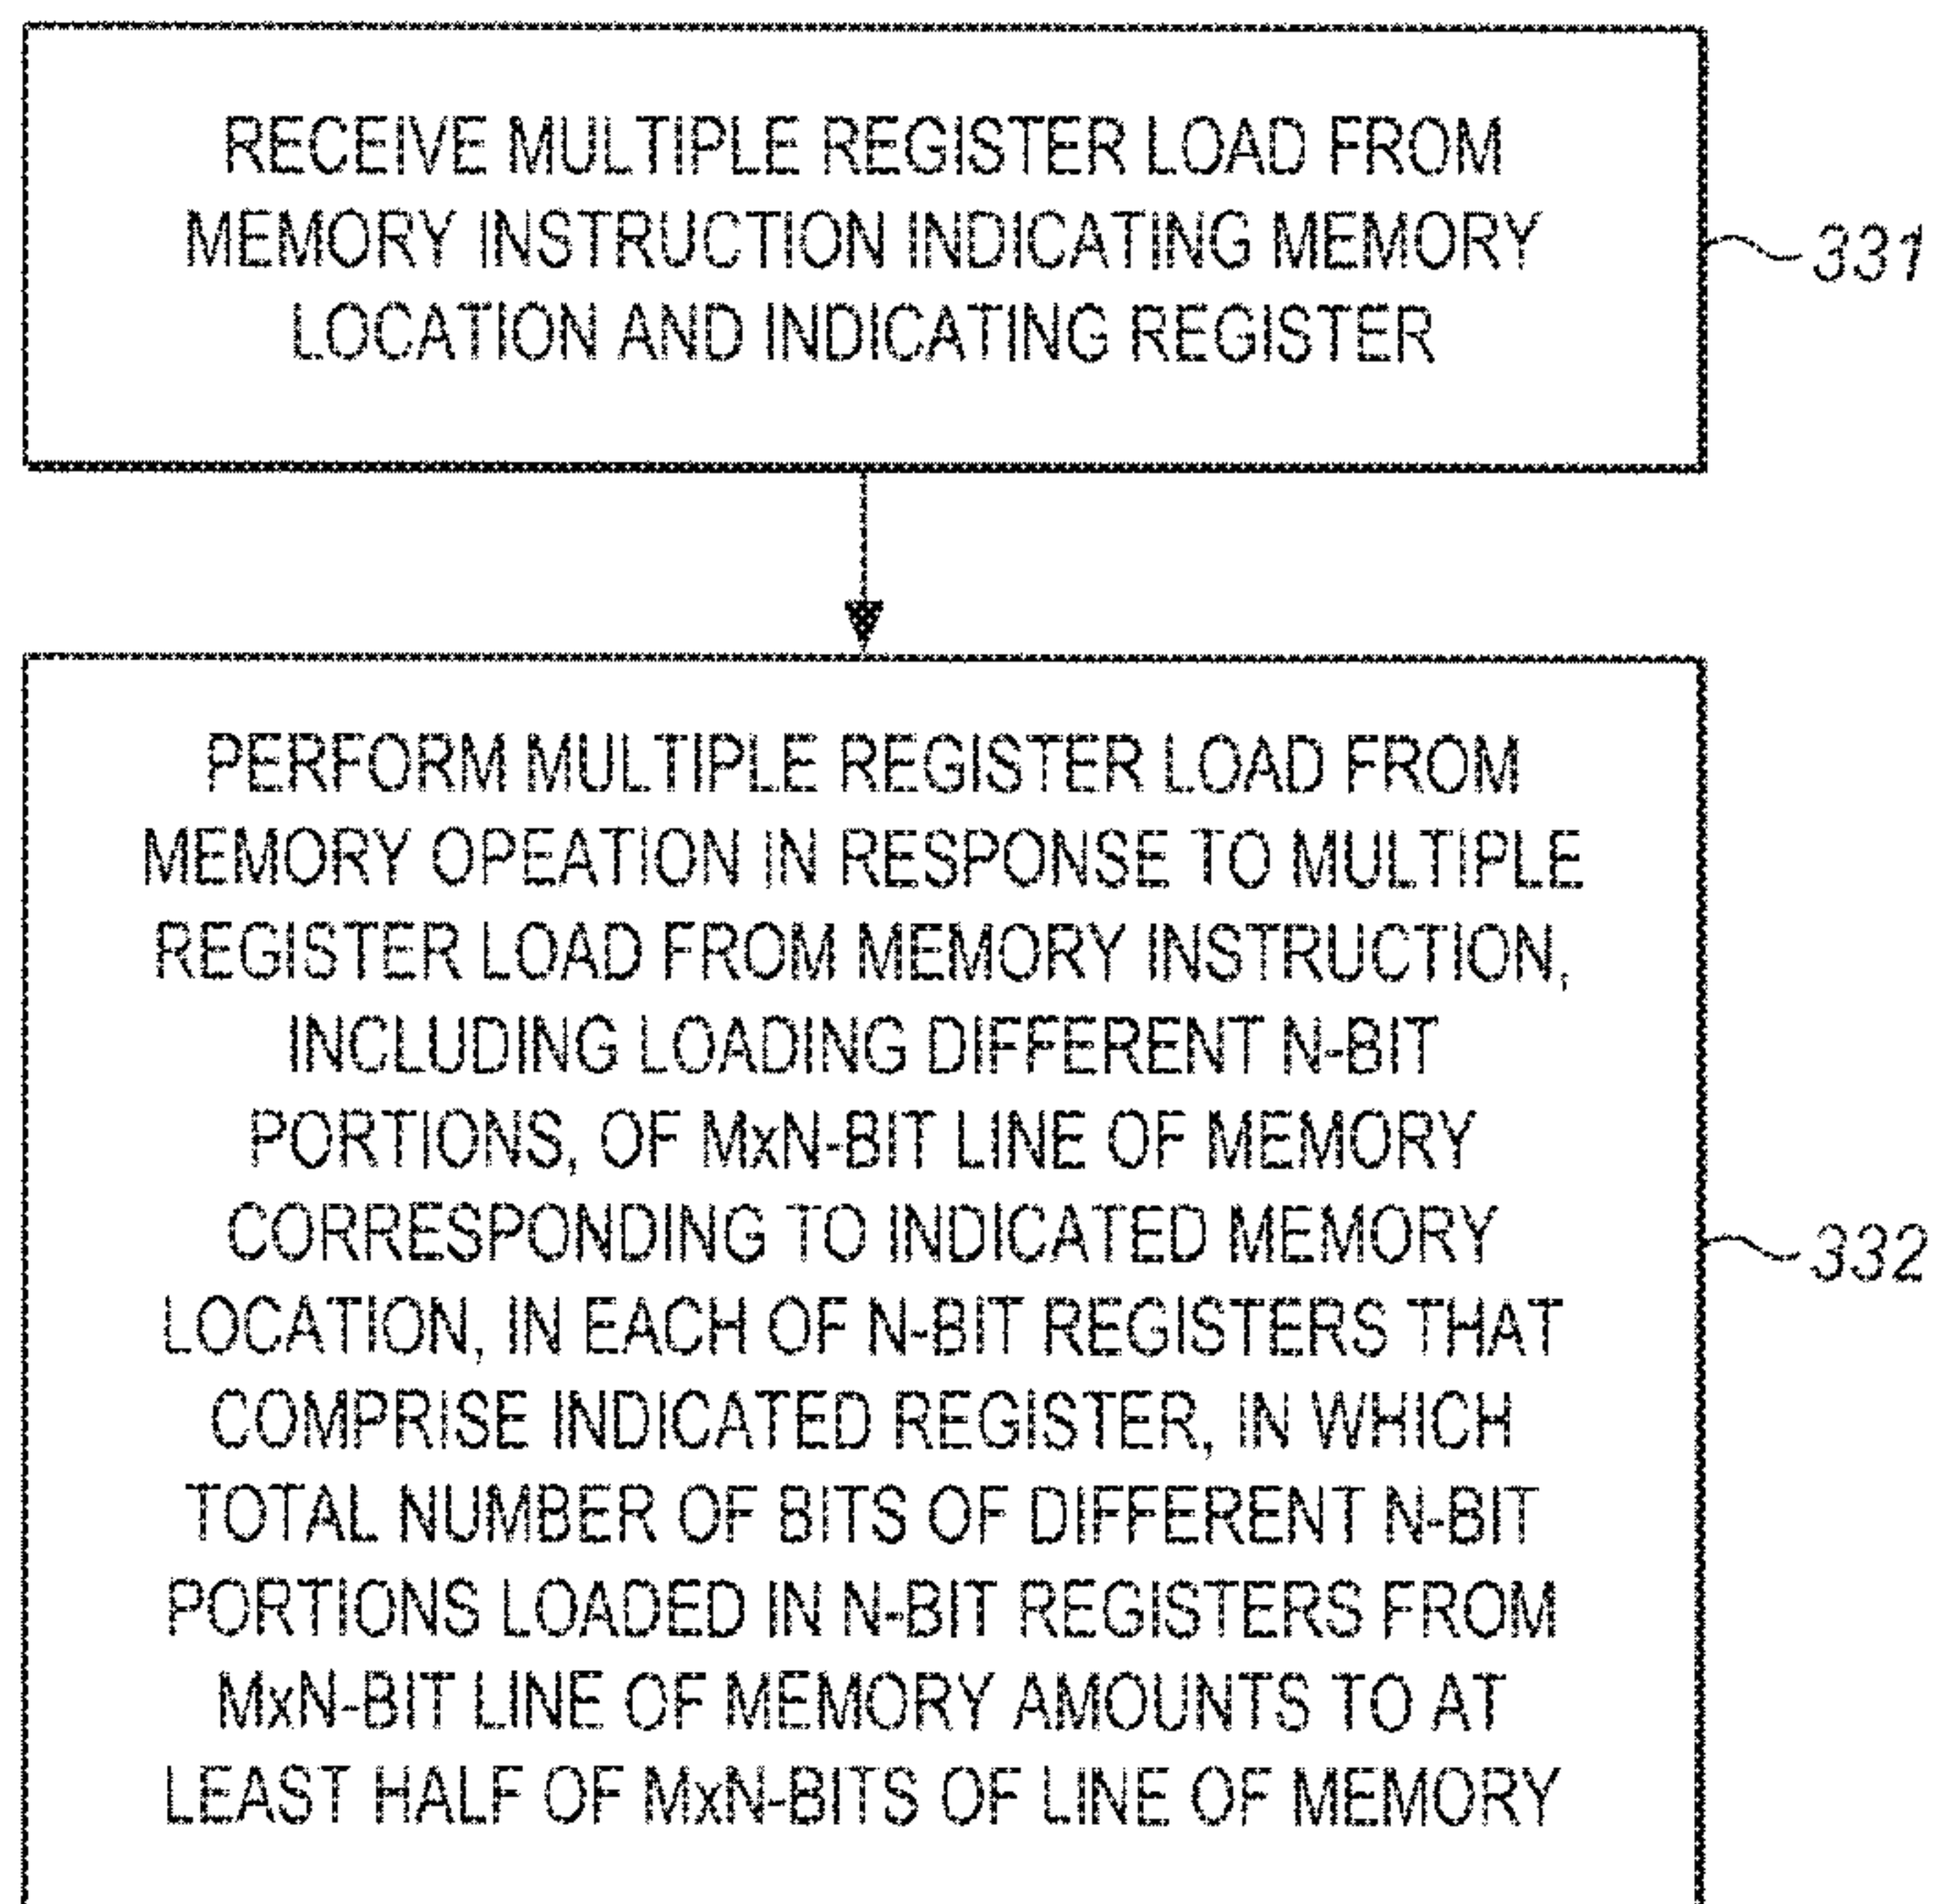 RECEIVE MULTIPLE REGISTER LOAD FROM
MEMORY INSTRUCTION INDICATING MEMORY
LOCATION AND INDICATING REGISTER
331
PERFORM MULTIPLE REGISTER LOAD FROM
MEMORY OPEATION IN RESPONSE TO MULTIPLE
REGISTER LOAD FROM MEMORY INSTRUCTION,
INCLUDING LOADING DIFFERENT N-BIT
PORTIONS, OF MxN-BIT LINE OF MEMORY
CORRESPONDING TO INDICATED MEMORY
LOCATION, IN EACH OF N-BIT REGISTERS THAT
COMPRISE INDICATED REGISTER, IN WHICH
TOTAL NUMBER OF BITS OF DIFFERENT N-BIT
PORTIONS LOADED IN N-BIT REGISTERS FROM
MxN-BIT LINE OF MEMORY AMOUNTS TO AT
LEAST HALF OF MxN-BITS OF LINE OF MEMORY
332